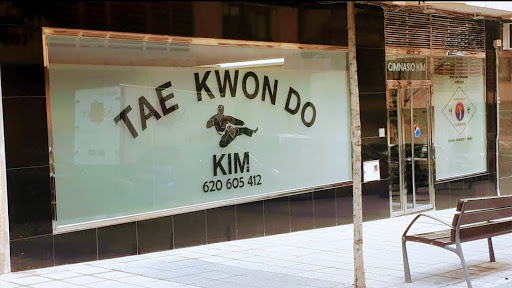 TAE KWON DO
KIM
620 605 412
GIMNASIO KIM